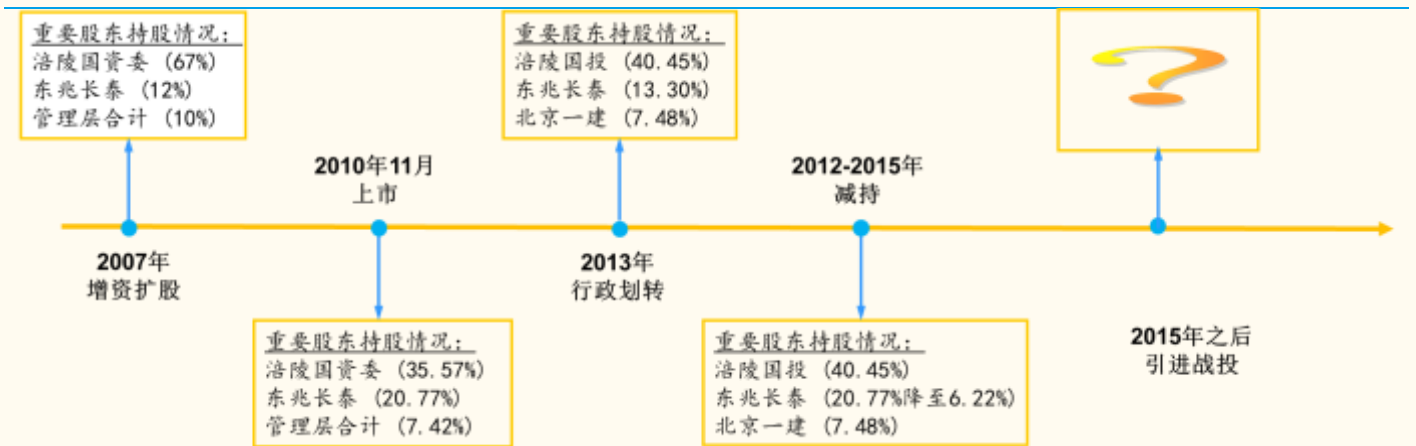 重要股东持股情况：
涪陵国资委 (67%)
东兆长泰 (12%)
管理层合计 (10%)
重要股东持股情况：
涪陵国投 (40.45%)
东兆长泰 (13.30%)
北京一建 (7.48%)
2010年11月
上市
2012-2015年
减持
2007年
增资扩股
2013年
行政划转
重要股东持股情况：
涪陵国资委 (35.57%)
东兆长泰 (20.77%)
管理层合计 (7.42%)
重要股东持股情况：
涪陵国投 (40.45%)
东兆长泰 (20.77%降至6.22%)
北京一建 (7.48%)
2015年之后
引进战投